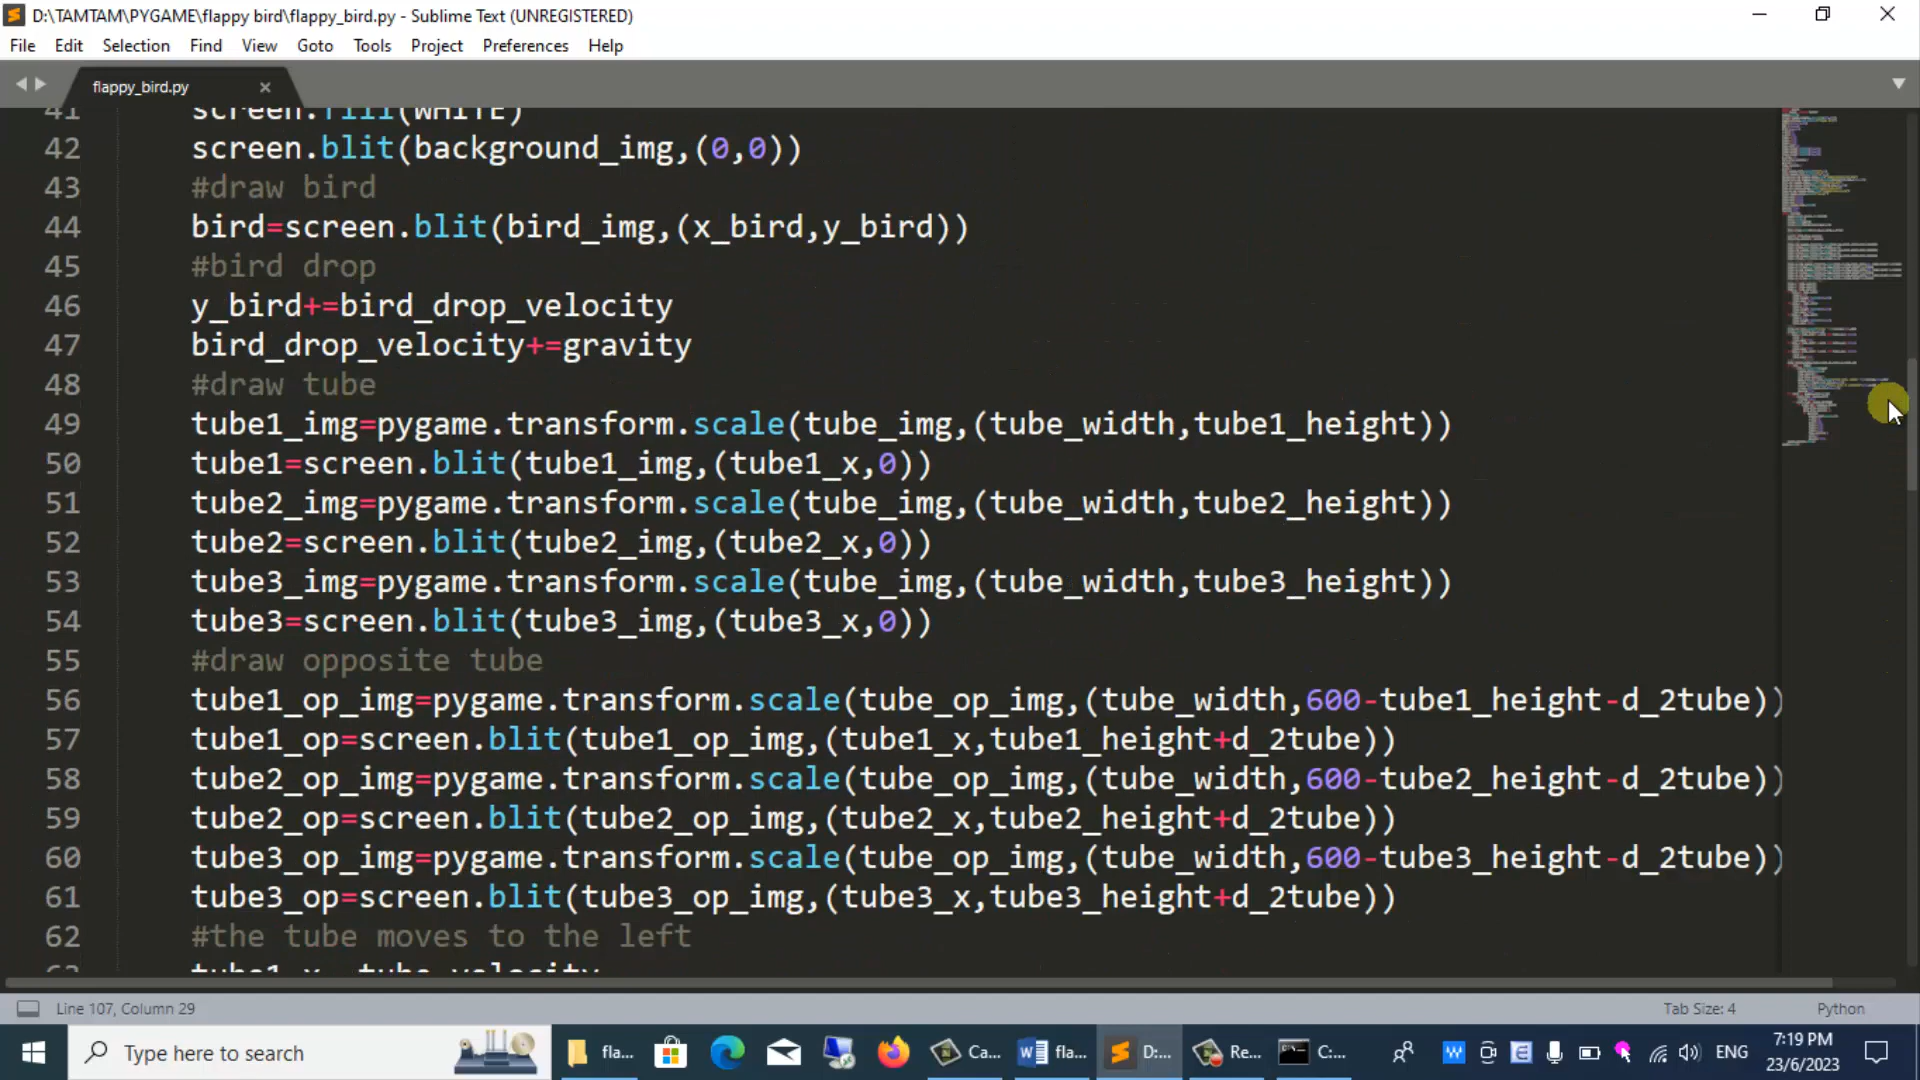 D:\TAMTAM\PYGAME\flappy bird\flappy_bird.py - Sublime Text (UNREGISTERED)
File Edit Selection Find View Goto Tools Project Preferences Help
flappy_bird.py
41 screen.fill(WHITE)
42 screen.blit(background_img,(0,0))
43 #draw bird
44 bird=screen.blit(bird_img,(x_bird,y_bird))
45 #bird drop
46 y_bird+=bird_drop_velocity
47 bird_drop_velocity+=gravity
48 #draw tube
49 tube1_img=pygame.transform.scale(tube_img,(tube_width,tube1_height))
50 tube1=screen.blit(tube1_img,(tube1_x,0))
51 tube2_img=pygame.transform.scale(tube_img,(tube_width,tube2_height))
52 tube2=screen.blit(tube2_img,(tube2_x,0))
53 tube3_img=pygame.transform.scale(tube_img,(tube_width,tube3_height))
54 tube3=screen.blit(tube3_img,(tube3_x,0))
55 #draw opposite tube
56 tube1_op_img=pygame.transform.scale(tube_op_img,(tube_width,600-tube1_height-d_2tube))
57 tube1_op=screen.blit(tube1_op_img,(tube1_x,tube1_height+d_2tube))
58 tube2_op_img=pygame.transform.scale(tube_op_img,(tube_width,600-tube2_height-d_2tube))
59 tube2_op=screen.blit(tube2_op_img,(tube2_x,tube2_height+d_2tube))
60 tube3_op_img=pygame.transform.scale(tube_op_img,(tube_width,600-tube3_height-d_2tube))
61 tube3_op=screen.blit(tube3_op_img,(tube3_x,tube3_height+d_2tube))
62 #the tube moves to the left
Line 107, Column 29 Tab Size: 4 Python
Type here to search fla... Ca... fla... D:... Re... C:... ENG 7:19 PM
23/6/2023